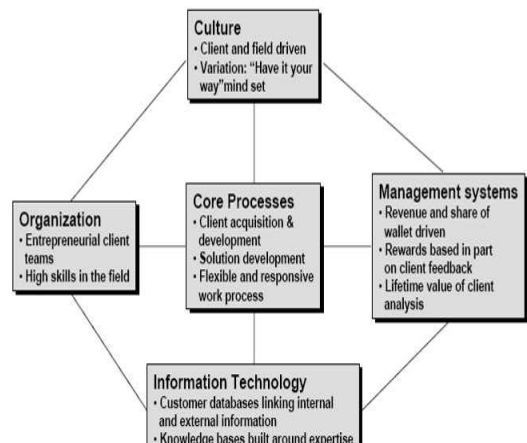 Culture
• Client and field driven
• Variation: “Have it your
way”mind set
Organization
• Entrepreneurial client
teams
• High skills in the field
Core Processes
• Client acquisition &
development
• Solution development
• Flexible and responsive
work process
Management systems
• Revenue and share of
wallet driven
• Rewards based in part
on client feedback
• Lifetime value of client
analysis
Information Technology
• Customer databases linking internal
and external information
• Knowledge bases built around expertise